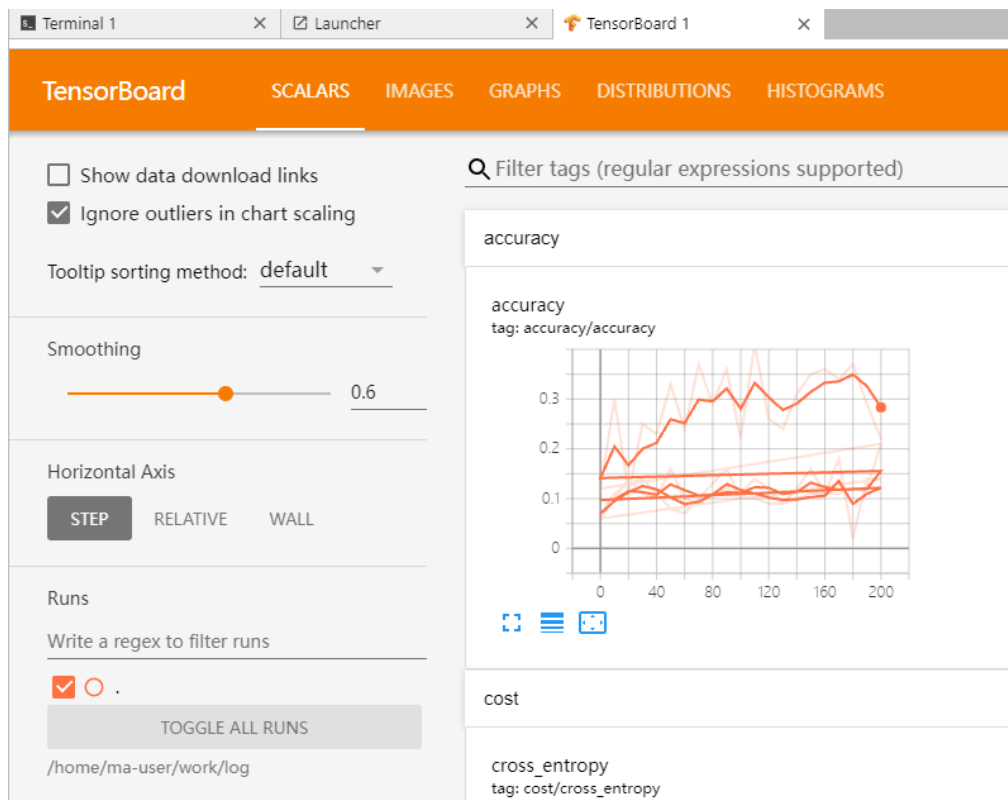 Terminal 1
Launcher
TensorBoard 1
TensorBoard SCALARS IMAGES GRAPHS DISTRIBUTIONS HISTOGRAMS
Show data download links
Ignore outliers in chart scaling
Tooltip sorting method: default
Smoothing
0.6
Horizontal Axis
STEP RELATIVE WALL
Runs
Write a regex to filter runs
.
TOGGLE ALL RUNS
/home/ma-user/work/log
Filter tags (regular expressions supported)
accuracy
accuracy
tag: accuracy/accuracy
0.3
0.2
0.1
0
0 40 80 120 160 200
cost
cross_entropy
tag: cost/cross_entropy